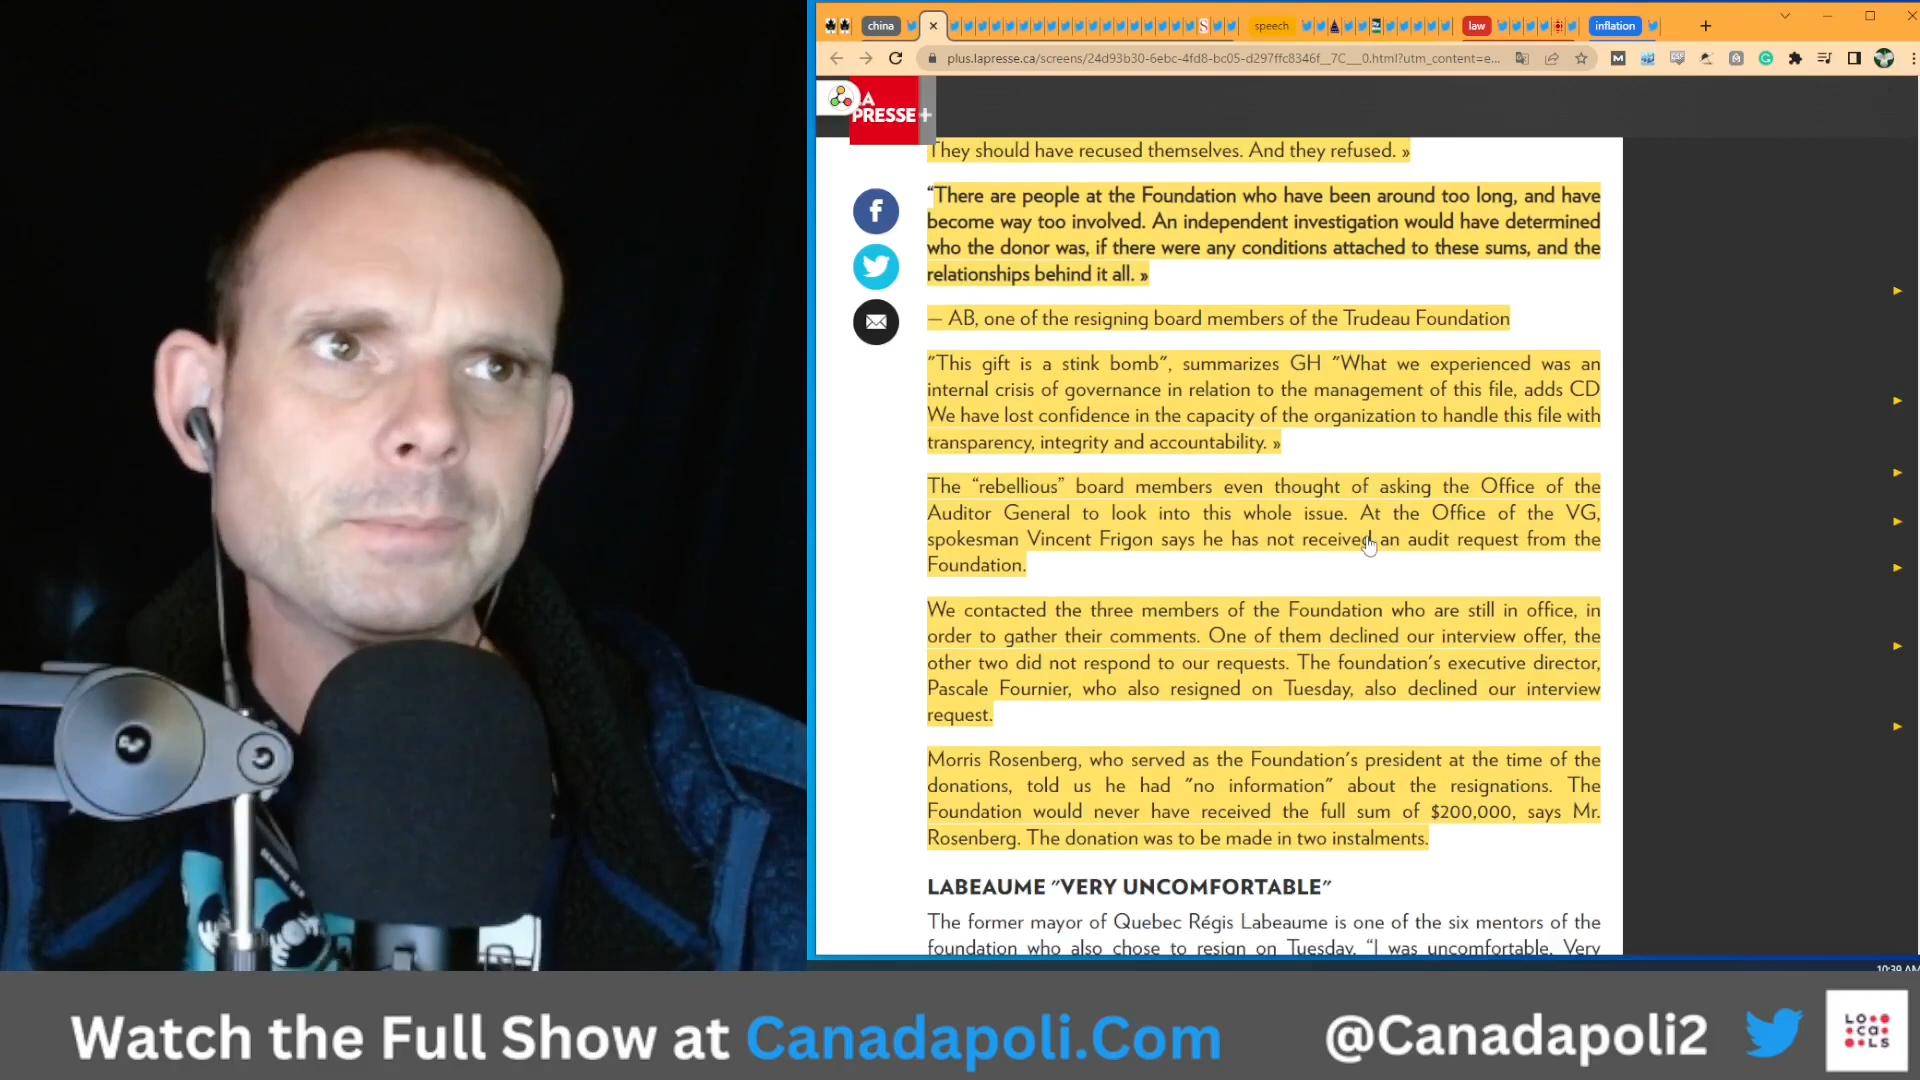 china
speech
law
inflation
plus.lapresse.ca/screens/24d93b30-6ebc-4fd8-bc05-d297ffc8346f__7C___0.html?utm_content=e...
LA
PRESSE+
They should have recused themselves. And they refused. »
“There are people at the Foundation who have been around too long, and have
become way too involved. An independent investigation would have determined
who the donor was, if there were any conditions attached to these sums, and the
relationships behind it all. »
— AB, one of the resigning board members of the Trudeau Foundation
"This gift is a stink bomb", summarizes GH "What we experienced was an
internal crisis of governance in relation to the management of this file, adds CD
We have lost confidence in the capacity of the organization to handle this file with
transparency, integrity and accountability. »
The “rebellious” board members even thought of asking the Office of the
Auditor General to look into this whole issue. At the Office of the VG,
spokesman Vincent Frigon says he has not received an audit request from the
Foundation.
We contacted the three members of the Foundation who are still in office, in
order to gather their comments. One of them declined our interview offer, the
other two did not respond to our requests. The foundation's executive director,
Pascale Fournier, who also resigned on Tuesday, also declined our interview
request.
Morris Rosenberg, who served as the Foundation's president at the time of the
donations, told us he had "no information" about the resignations. The
Foundation would never have received the full sum of $200,000, says Mr.
Rosenberg. The donation was to be made in two instalments.
LABEAUME "VERY UNCOMFORTABLE"
The former mayor of Quebec Régis Labeaume is one of the six mentors of the
foundation who also chose to resign on Tuesday. “I was uncomfortable. Very
10:39 AM
Watch the Full Show at Canadapoli.Com
@Canadapoli2
LOCALS